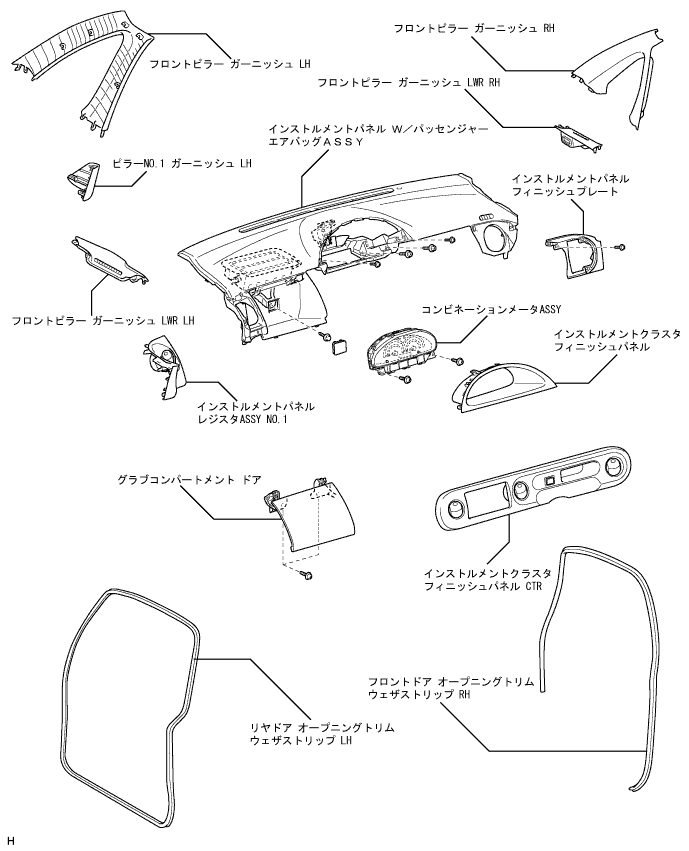 フロントピラー ガーニッシュ RH
フロントピラー ガーニッシュ LH
フロントピラー ガーニッシュ LWR RH
インストルメントパネル W／パッセンジャー
エアバッグＡＳＳＹ
ピラーNO.1 ガーニッシュ LH
インストルメントパネル
フィニッシュプレート
フロントピラー ガーニッシュ LWR LH
コンビネーションメータASSY
インストルメントクラスタ
フィニッシュパネル
インストルメントパネル
レジスタASSY NO.1
グラブコンパートメント ドア
インストルメントクラスタ
フィニッシュパネル CTR
フロントドア オープニングトリム
ウェザストリップ RH
リヤドア オープニングトリム
ウェザストリップ LH
H